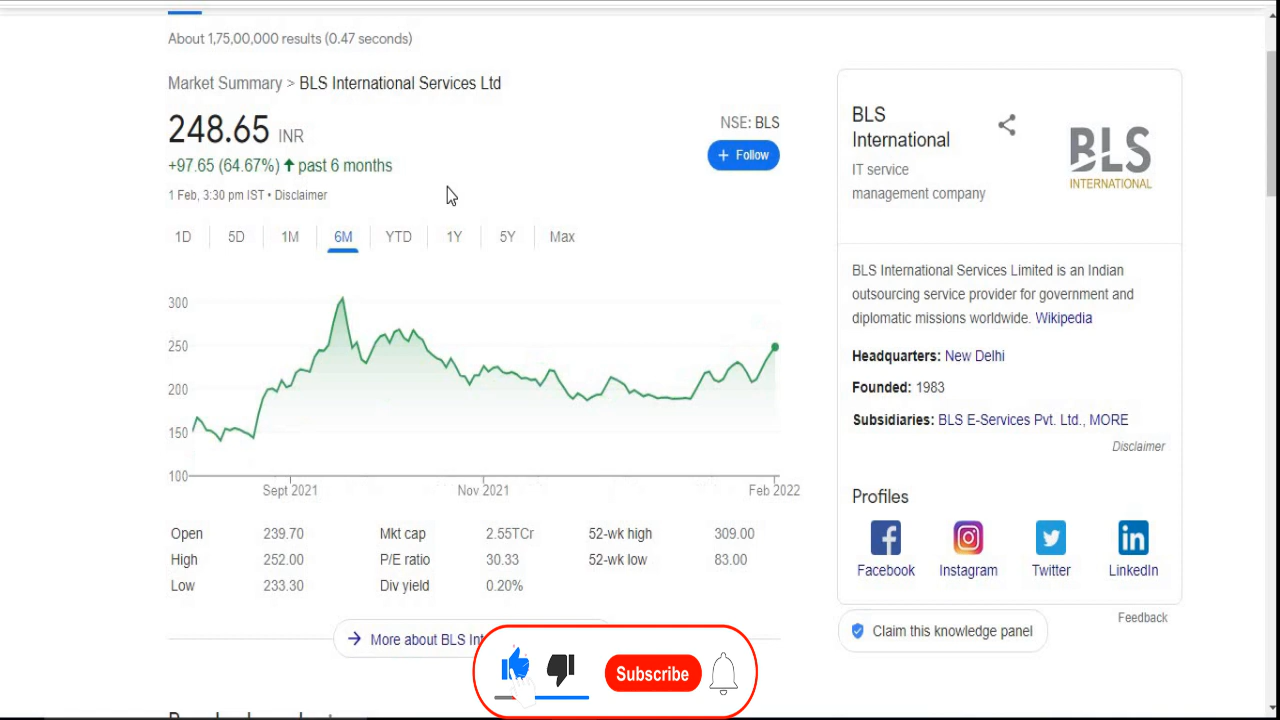 About 1,75,00,000 results (0.47 seconds)
Market Summary > BLS International Services Ltd
248.65 INR
+97.65 (64.67%) ↑ past 6 months
1 Feb, 3:30 pm IST • Disclaimer
NSE: BLS
+ Follow
1D 5D 1M 6M YTD 1Y 5Y Max
300
250
200
150
100
Sept 2021 Nov 2021 Feb 2022
Open 239.70 Mkt cap 2.55TCr 52-wk high 309.00
High 252.00 P/E ratio 30.33 52-wk low 83.00
Low 233.30 Div yield 0.20%
More about BLS
Subscribe
BLS
International
IT service
management company
BLS
INTERNATIONAL
BLS International Services Limited is an Indian
outsourcing service provider for government and
diplomatic missions worldwide. Wikipedia
Headquarters: New Delhi
Founded: 1983
Subsidiaries: BLS E-Services Pvt. Ltd., MORE
Disclaimer
Profiles
Facebook Instagram Twitter LinkedIn
Feedback
Claim this knowledge panel